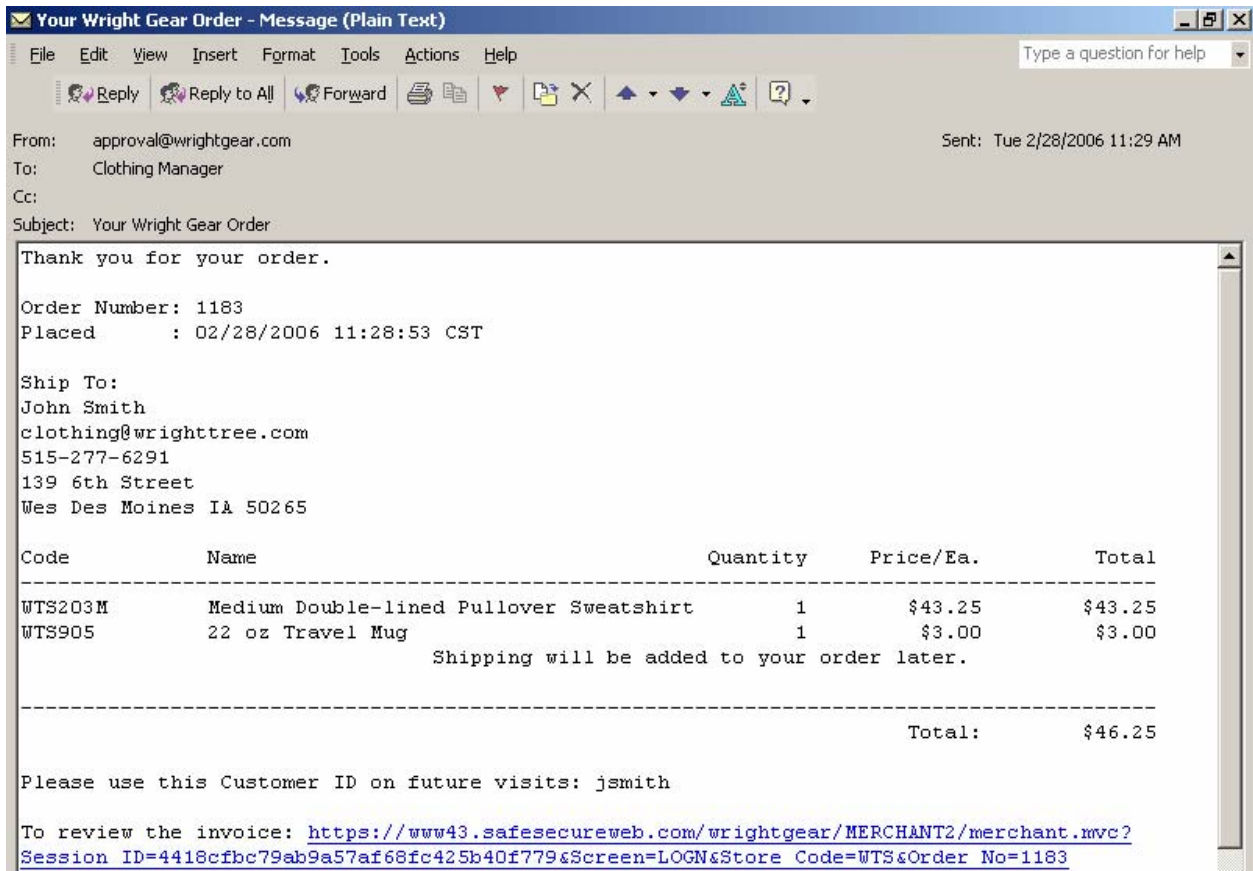 Your Wright Gear Order - Message (Plain Text)
File Edit View Insert Format Tools Actions Help Type a question for help
Reply Reply to All Forward
From: approval@wrightgear.com Sent: Tue 2/28/2006 11:29 AM
To: Clothing Manager
Cc:
Subject: Your Wright Gear Order
Thank you for your order.
Order Number: 1183
Placed : 02/28/2006 11:28:53 CST
Ship To:
John Smith
clothing@wrighttree.com
515-277-6291
139 6th Street
Wes Des Moines IA 50265
Code Name Quantity Price/Ea. Total
-------------------------------------------------------------------------------------------
WTS203M Medium Double-lined Pullover Sweatshirt 1 $43.25 $43.25
WTS905 22 oz Travel Mug 1 $3.00 $3.00
Shipping will be added to your order later.
-------------------------------------------------------------------------------------------
Total: $46.25
Please use this Customer ID on future visits: jsmith
To review the invoice: https://www43.safesecureweb.com/wrightgear/MERCHANT2/merchant.mvc?
Session_ID=4418cfbc79ab9a57af68fc425b40f779&Screen=LOGN&Store_Code=WTS&Order_No=1183